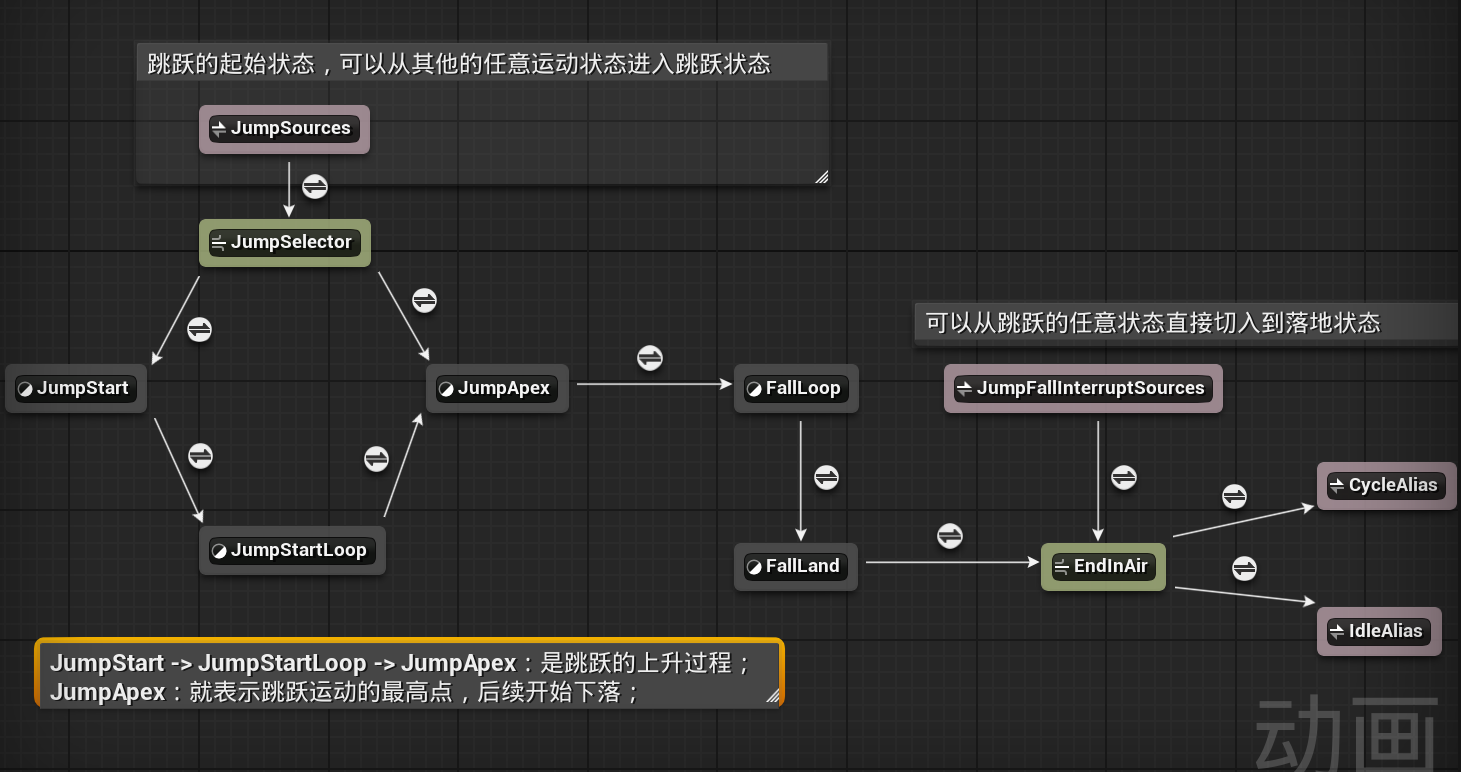 跳跃的起始状态，可以从其他的任意运动状态进入跳跃状态
JumpSources
JumpSelector
可以从跳跃的任意状态直接切入到落地状态
JumpStart
JumpApex
FallLoop
JumpFallInterruptSources
CycleAlias
JumpStartLoop
FallLand
EndInAir
IdleAlias
JumpStart -> JumpStartLoop -> JumpApex：是跳跃的上升过程；
JumpApex：就表示跳跃运动的最高点，后续开始下落；
动画